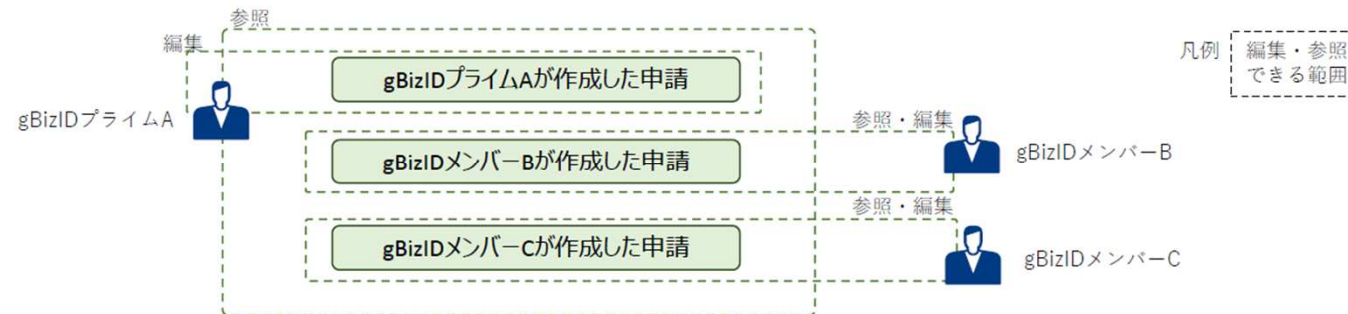 参照
編集
凡例
編集・参照
できる範囲
gBizIDプライムAが作成した申請
gBizIDプライムA
参照・編集
gBizIDメンバーBが作成した申請
gBizIDメンバーB
参照・編集
gBizIDメンバーCが作成した申請
gBizIDメンバーC